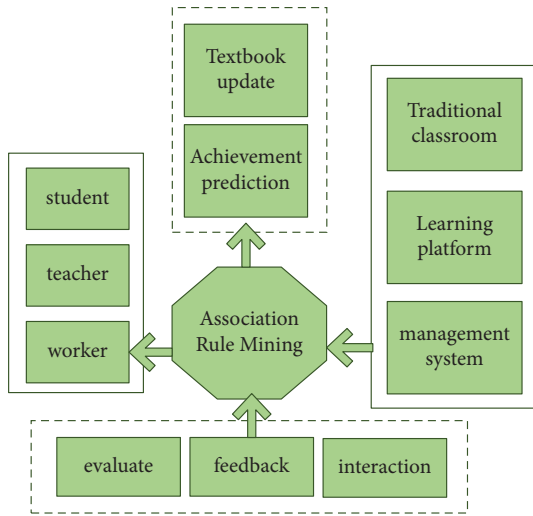 Textbook
update
Achievement
prediction
student
teacher
worker
Association
Rule Mining
Traditional
classroom
Learning
platform
management
system
evaluate
feedback
interaction